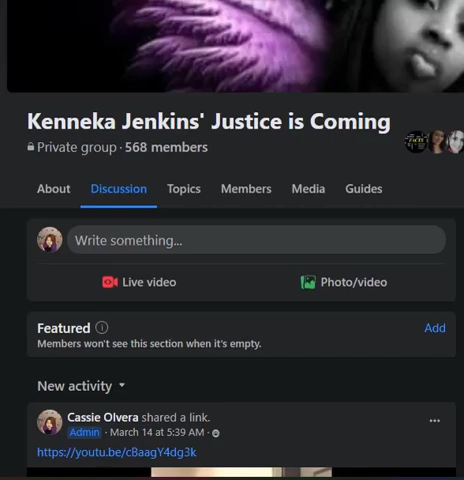 Kenneka Jenkins' Justice is Coming
Private group · 568 members
About Discussion Topics Members Media Guides
Write something...
Live video Photo/video
Featured Add
Members won't see this section when it's empty.
New activity
Cassie Olvera shared a link.
Admin · March 14 at 5:39 AM ·
https://youtu.be/cBaagY4dg3k